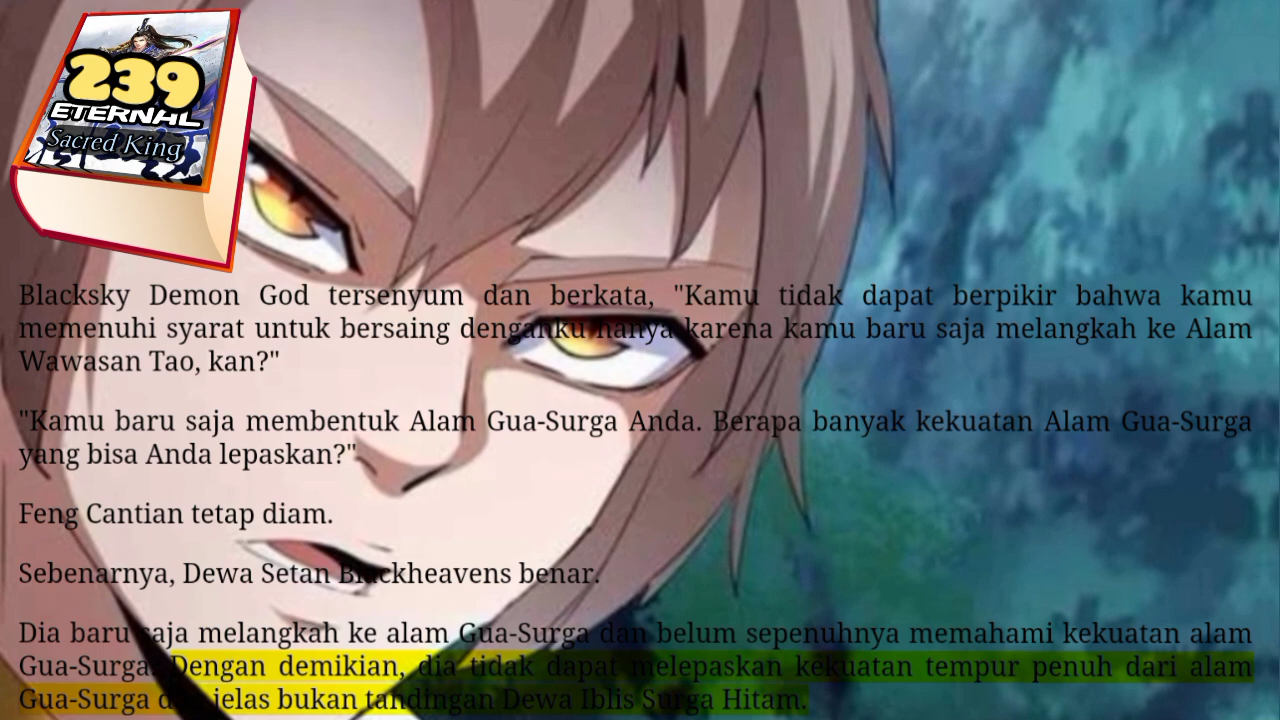 239
ETERNAL
Sacred King
Blacksky Demon God tersenyum dan berkata, "Kamu tidak dapat berpikir bahwa kamu
memenuhi syarat untuk bersaing denganku hanya karena kamu baru saja melangkah ke Alam
Wawasan Tao, kan?"
"Kamu baru saja membentuk Alam Gua-Surga Anda. Berapa banyak kekuatan Alam Gua-Surga
yang bisa Anda lepaskan?"
Feng Cantian tetap diam.
Sebenarnya, Dewa Setan Blackheavens benar.
Dia baru saja melangkah ke alam Gua-Surga dan belum sepenuhnya memahami kekuatan alam
Gua-Surga. Dengan demikian, dia tidak dapat melepaskan kekuatan tempur penuh dari alam
Gua-Surga dan jelas bukan tandingan Dewa Iblis Surga Hitam.